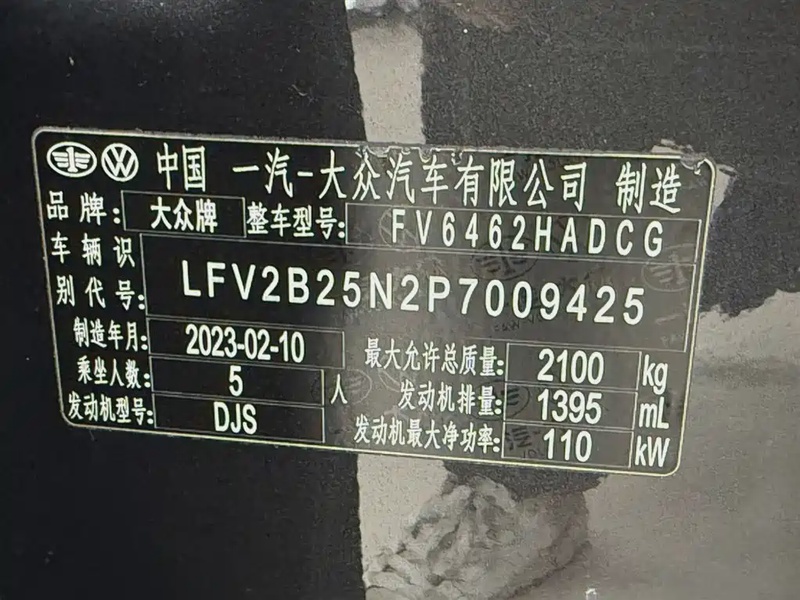 中国 一汽-大众汽车有限公司 制造
品牌: 大众牌 整车型号: FV6462HADCG
车辆识别代号: LFV2B25N2P7009425
制造年月: 2023-02-10
最大允许总质量: 2100 kg
乘坐人数: 5 人
发动机排量: 1395 mL
发动机型号: DJS
发动机最大净功率: 110 kW